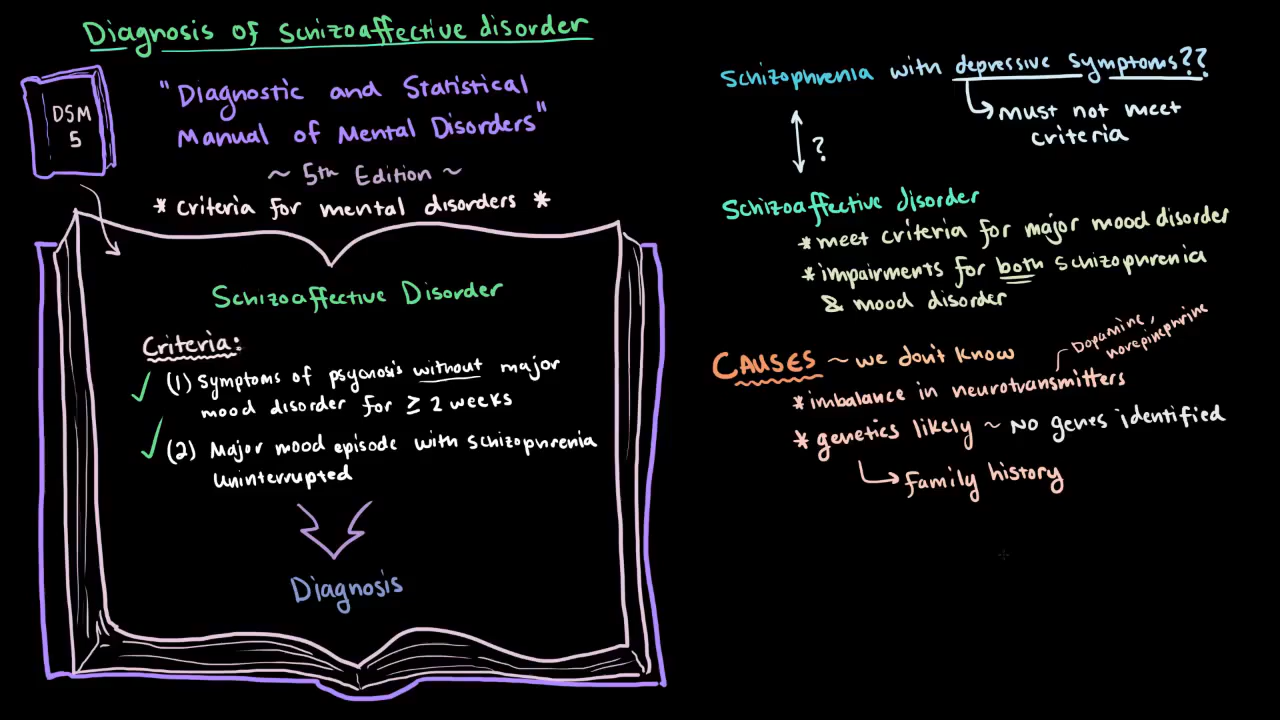 Diagnosis of Schizoaffective disorder
DSM
5
"Diagnostic and Statistical
Manual of Mental Disorders"
~ 5th Edition ~
* Criteria for mental disorders *
Schizoaffective Disorder
Criteria:
(1) Symptoms of psychosis without major
mood disorder for ≥ 2 weeks
(2) Major mood episode with schizophrenia
uninterrupted
Diagnosis
Schizophrenia with depressive symptoms??
must not meet
criteria
?
Schizoaffective disorder
* meet criteria for major mood disorder
* impairments for both schizophrenia
& mood disorder
CAUSES ~ we don't know
Dopamine,
norepinephrine
* imbalance in neurotransmitters
* genetics likely ~ NO genes identified
family history